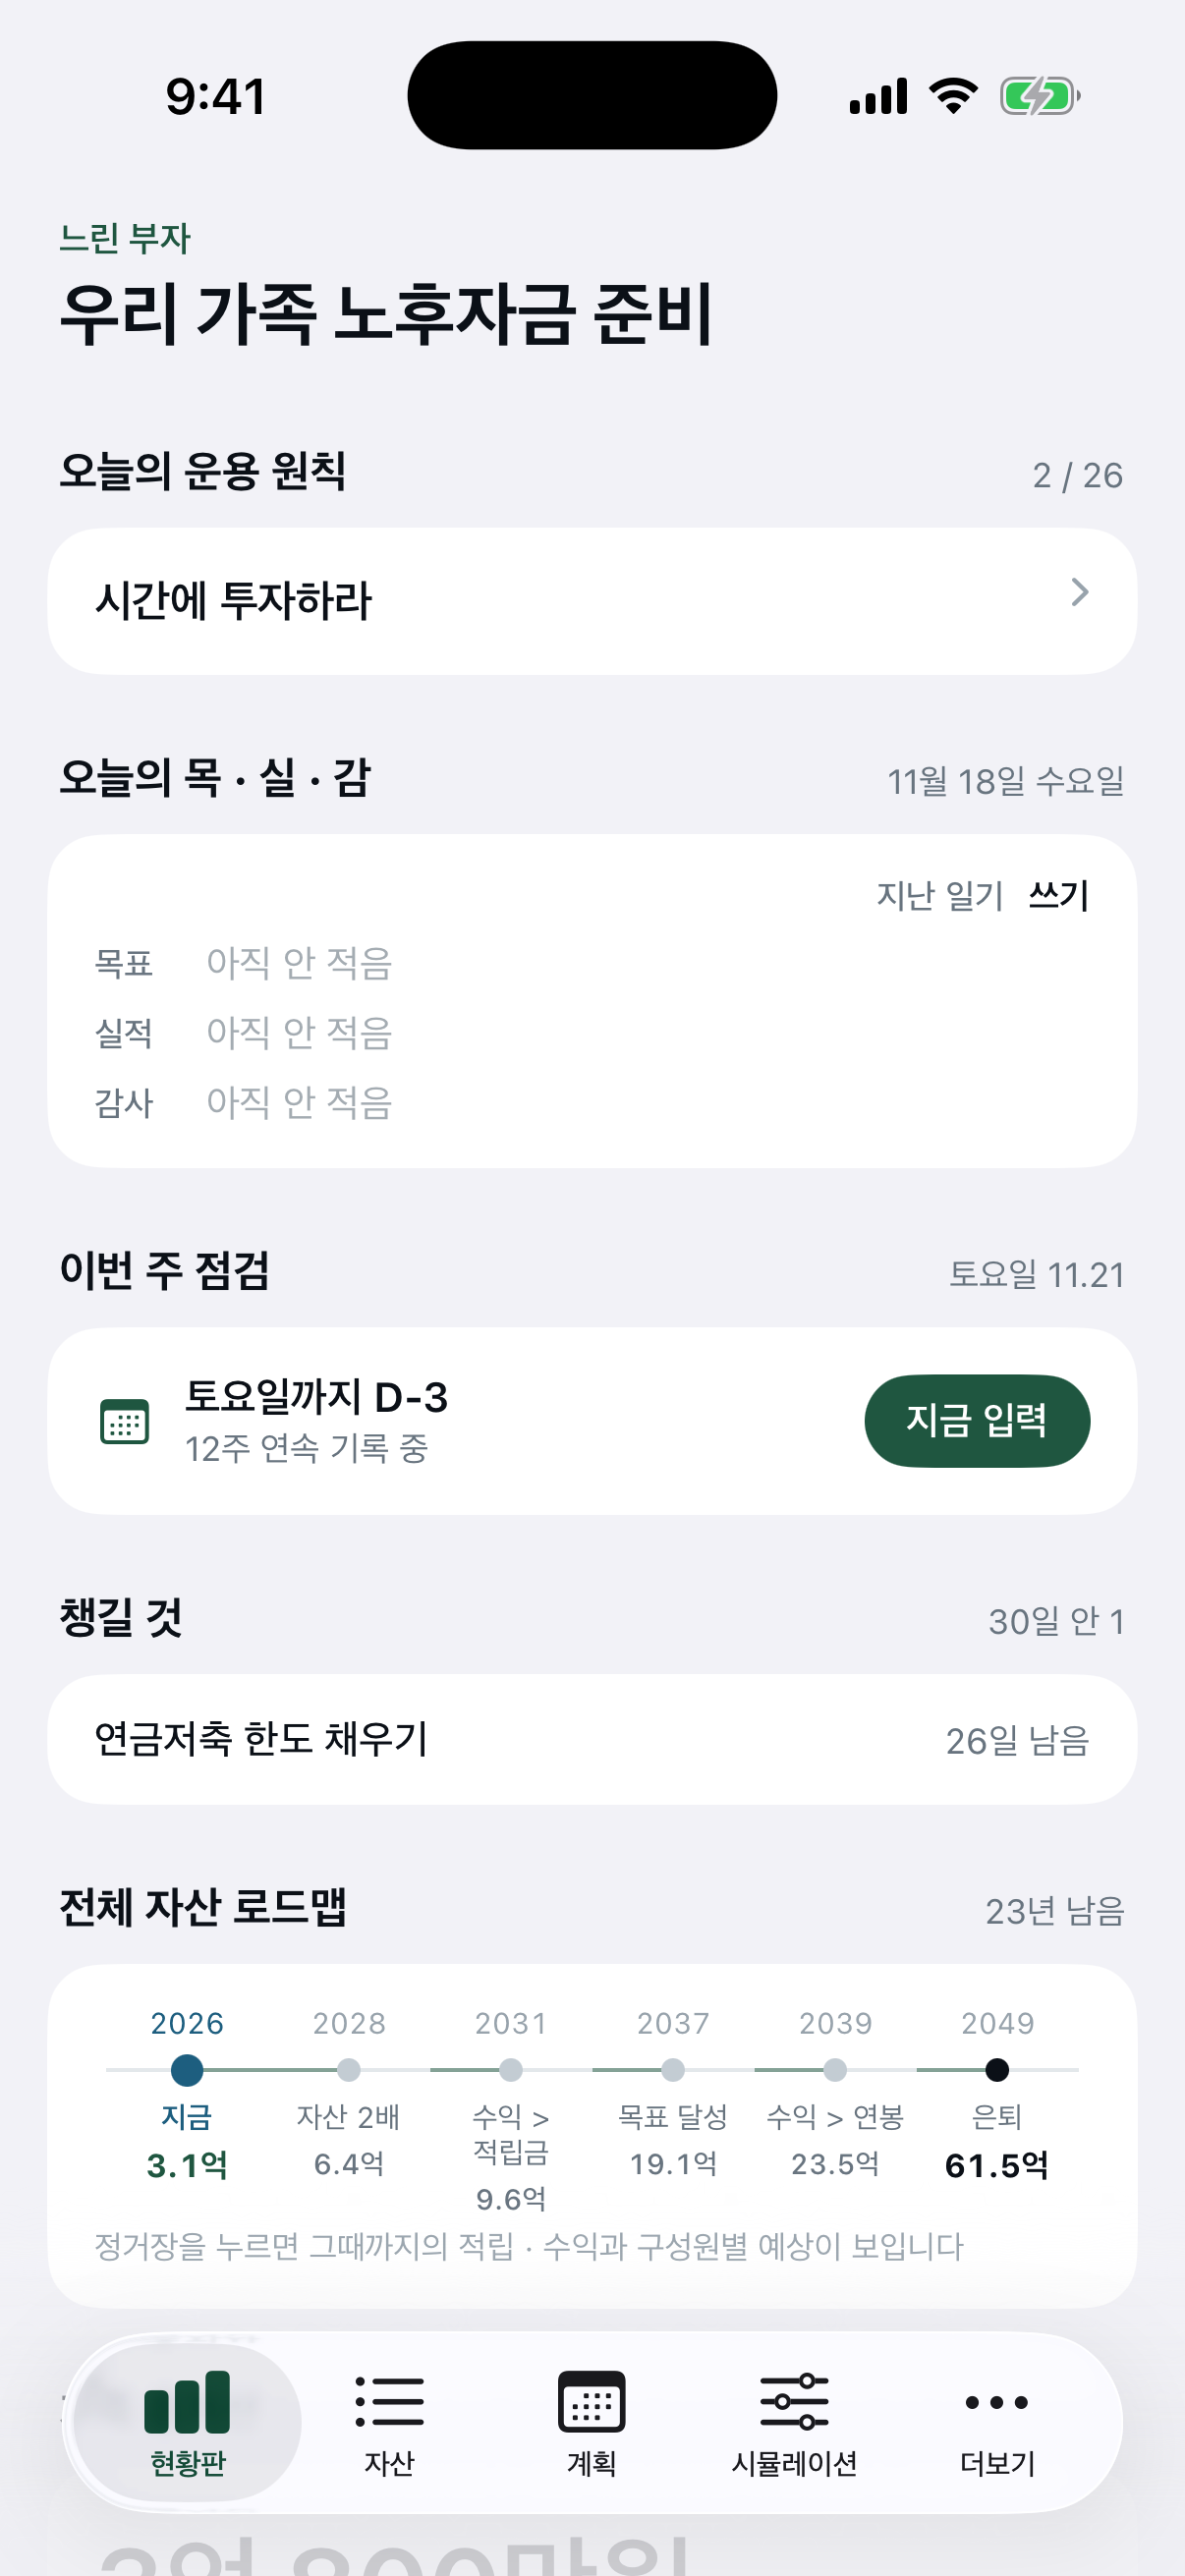 9:41
느린 부자
우리 가족 노후자금 준비
오늘의 운용 원칙
2 / 26
시간에 투자하라
오늘의 목 · 실 · 감
11월 18일 수요일
지난 일기 쓰기
목표 아직 안 적음
실적 아직 안 적음
감사 아직 안 적음
이번 주 점검
토요일 11.21
토요일까지 D-3
12주 연속 기록 중
지금 입력
챙길 것
30일 안 1
연금저축 한도 채우기
26일 남음
전체 자산 로드맵
23년 남음
2026 2028 2031 2037 2039 2049
지금 자산 2배 수익 > 목표 달성 수익 > 연봉 은퇴
적립금
3.1억 6.4억 9.6억 19.1억 23.5억 61.5억
정거장을 누르면 그때까지의 적립 · 수익과 구성원별 예상이 보입니다
현황판 자산 계획 시뮬레이션 더보기